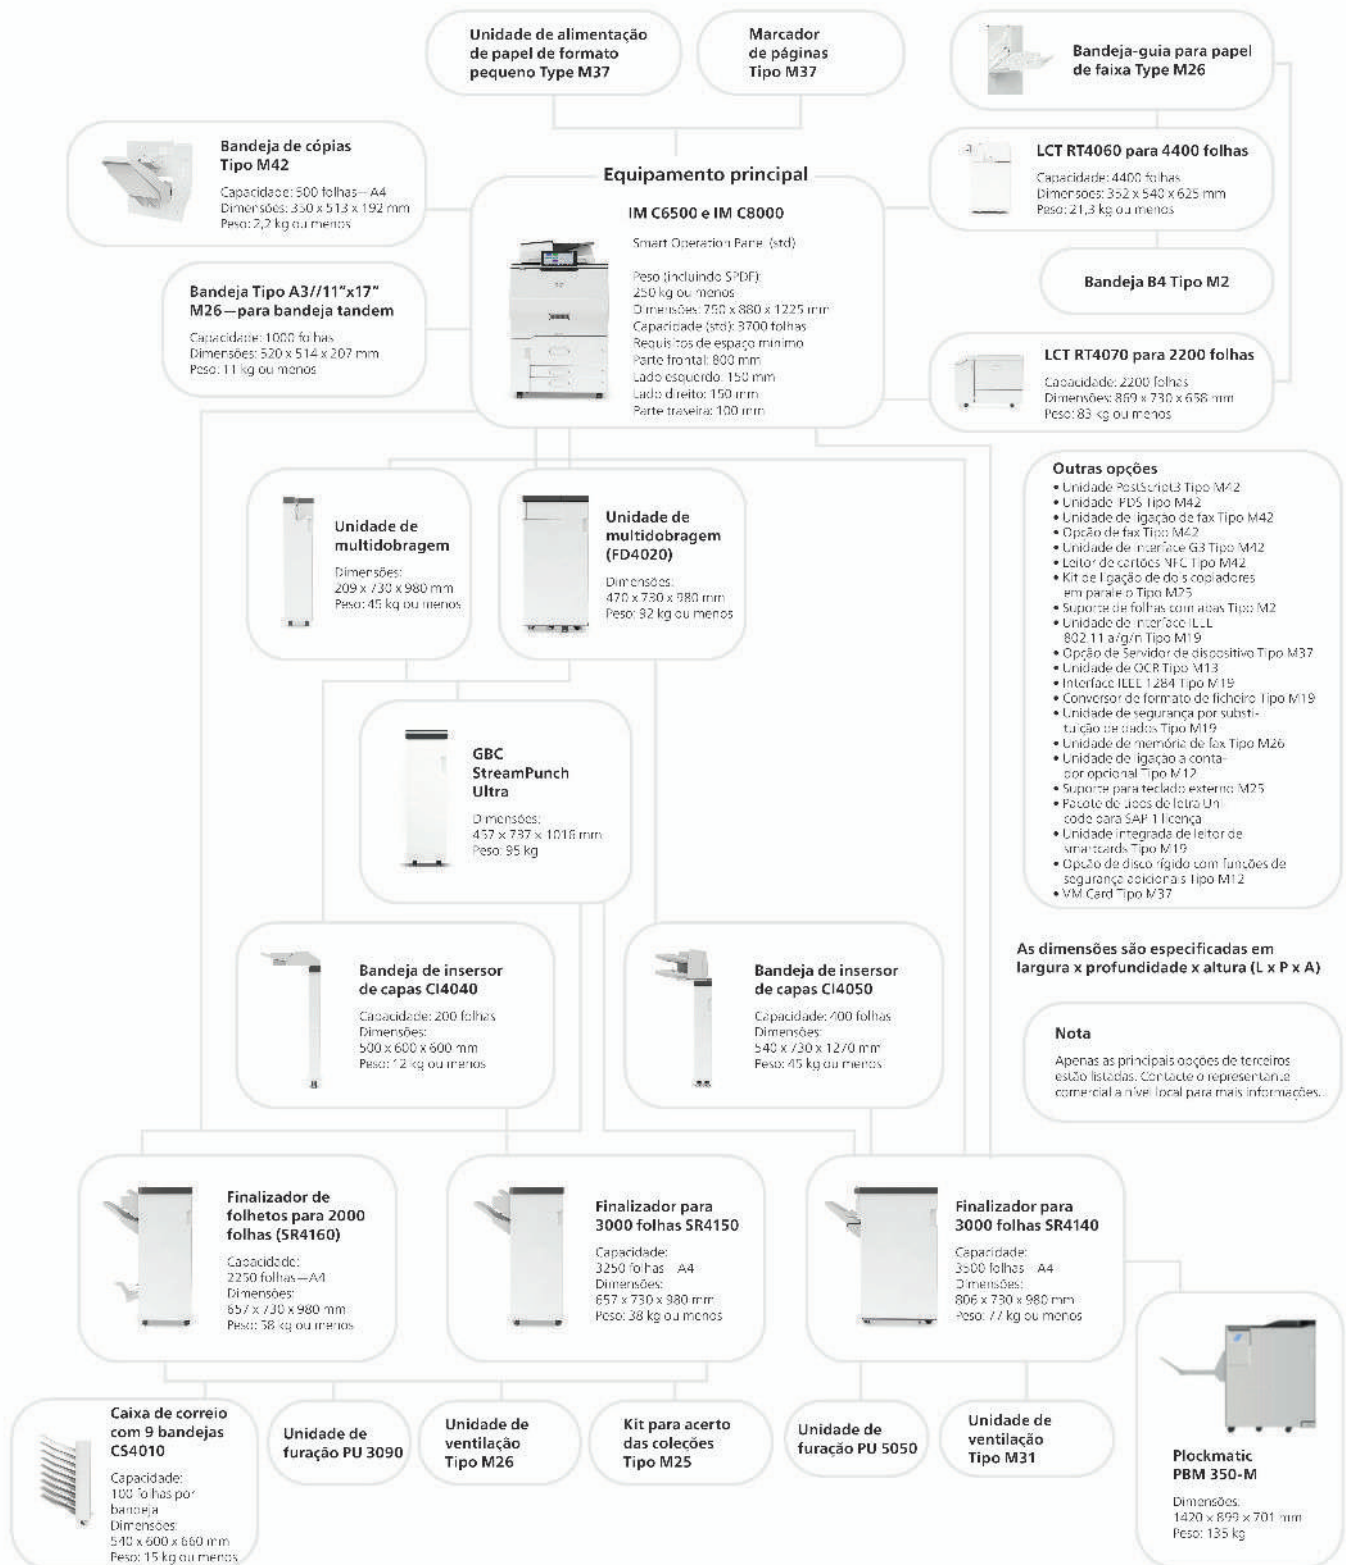 Unidade de alimentação
de papel de formato
pequeno Type M37
Marcador
de páginas
Tipo M37
Bandeja-guia para papel
de faixa Type M26
Bandeja de cópias
Tipo M42
Capacidade: 500 folhas—A4
Dimensões: 350 x 513 x 192 mm
Peso: 2,2 kg ou menos
Bandeja Tipo A3//11"x17"
M26—para bandeja tandem
Capacidade: 1000 folhas
Dimensões: 520 x 514 x 207 mm
Peso: 11 kg ou menos
Equipamento principal
IM C6500 e IM C8000
Smart Operation Panel (std)
Peso (incluindo SPDF):
250 kg ou menos
Dimensões: 750 x 880 x 1225 mm
Capacidade (std): 3700 folhas
Requisitos de espaço mínimo
Parte frontal: 800 mm
Lado esquerdo: 150 mm
Lado direito: 150 mm
Parte traseira: 100 mm
LCT RT4060 para 4400 folhas
Capacidade: 4400 folhas
Dimensões: 352 x 540 x 625 mm
Peso: 21,3 kg ou menos
Bandeja B4 Tipo M2
LCT RT4070 para 2200 folhas
Capacidade: 2200 folhas
Dimensões: 869 x 730 x 658 mm
Peso: 83 kg ou menos
Unidade de
multidobragem
Dimensões:
209 x 730 x 980 mm
Peso: 45 kg ou menos
Unidade de
multidobragem
(FD4020)
Dimensões:
470 x 730 x 980 mm
Peso: 92 kg ou menos
Outras opções
• Unidade PostScript3 Tipo M42
• Unidade IPDS Tipo M42
• Unidade de ligação de fax Tipo M42
• Opção de fax Tipo M42
• Unidade de interface G3 Tipo M42
• Leitor de cartões NFC Tipo M42
• Kit de ligação de dois copiadores
em paralelo Tipo M25
• Suporte de folhas com abas Tipo M2
• Unidade de interface IEEE
802.11 a/g/n Tipo M19
• Opção de Servidor de dispositivo Tipo M37
• Unidade de OCR Tipo M13
• Interface IEEE 1284 Tipo M19
• Conversor de formato de ficheiro Tipo M19
• Unidade de segurança por substi-
tuição de dados Tipo M19
• Unidade de memória de fax Tipo M26
• Unidade de ligação a conta-
dor opcional Tipo M12
• Suporte para teclado externo M25
• Pacote de tipos de letra Uni
code para SAP 1 licença
• Unidade integrada de leitor de
smartcards Tipo M19
• Opção de disco rígido com funções de
segurança adicionais Tipo M12
• VM Card Tipo M37
GBC
StreamPunch
Ultra
Dimensões:
457 x 737 x 1016 mm
Peso: 95 kg
Bandeja de insersor
de capas CI4040
Capacidade: 200 folhas
Dimensões:
500 x 600 x 600 mm
Peso: 12 kg ou menos
Bandeja de insersor
de capas CI4050
Capacidade: 400 folhas
Dimensões:
540 x 730 x 1270 mm
Peso: 45 kg ou menos
As dimensões são especificadas em
largura x profundidade x altura (L x P x A)
Nota
Apenas as principais opções de terceiros
estão listadas. Contacte o representante
comercial a nível local para mais informações.
Finalizador de
folhetos para 2000
folhas (SR4160)
Capacidade:
2250 folhas—A4
Dimensões:
657 x 730 x 980 mm
Peso: 58 kg ou menos
Finalizador para
3000 folhas SR4150
Capacidade:
3250 folhas—A4
Dimensões:
657 x 730 x 980 mm
Peso: 38 kg ou menos
Finalizador para
3000 folhas SR4140
Capacidade:
3500 folhas—A4
Dimensões:
806 x 730 x 980 mm
Peso: 77 kg ou menos
Caixa de correio
com 9 bandejas
CS4010
Capacidade:
100 folhas por
bandeja
Dimensões:
540 x 600 x 660 mm
Peso: 15 kg ou menos
Unidade de
furação PU 3090
Unidade de
ventilação
Tipo M26
Kit para acerto
das coleções
Tipo M25
Unidade de
furação PU 5050
Unidade de
ventilação
Tipo M31
Plockmatic
PBM 350-M
Dimensões:
1420 x 899 x 701 mm
Peso: 135 kg